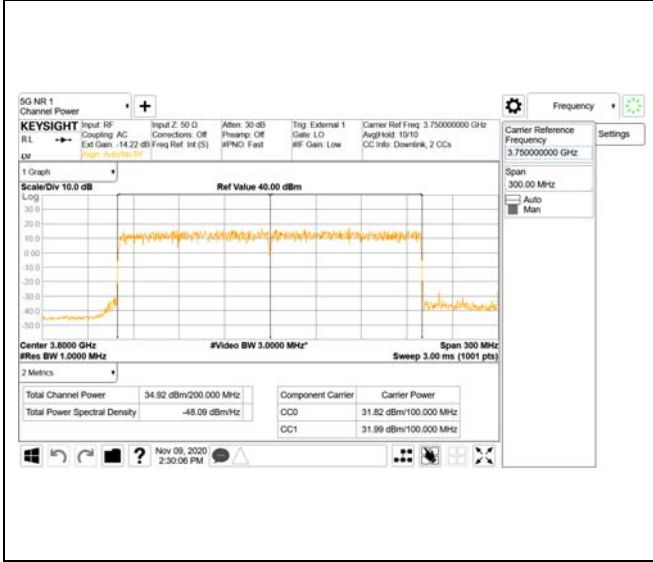 5G NR 1
Channel Power
Frequency
KEYSIGHT
RL
Input: RF
Coupling: AC
Ext Gain: -14.22 dB
Align: Auto/No RF
Input Z: 50 Ω
Corrections: Off
Freq Ref: Int (S)
Atten: 30 dB
Preamp: Off
#PNO: Fast
Trig: External 1
Gate: LO
#IF Gain: Low
Carrier Ref Freq: 3.750000000 GHz
Avg|Hold: 10/10
CC Info: Downlink, 2 CCs
Carrier Reference
Frequency
3.750000000 GHz
Settings
Span
300.00 MHz
Auto
Man
1 Graph
Scale/Div 10.0 dB
Ref Value 40.00 dBm
Log
30.0
20.0
10.0
0.00
-10.0
-20.0
-30.0
-40.0
-50.0
Center 3.8000 GHz
#Video BW 3.0000 MHz*
Span 300 MHz
#Res BW 1.0000 MHz
Sweep 3.00 ms (1001 pts)
2 Metrics
Total Channel Power 34.92 dBm/200.000 MHz
Total Power Spectral Density -48.09 dBm/Hz
Component Carrier Carrier Power
CC0 31.82 dBm/100.000 MHz
CC1 31.99 dBm/100.000 MHz
Nov 09, 2020
2:30:06 PM